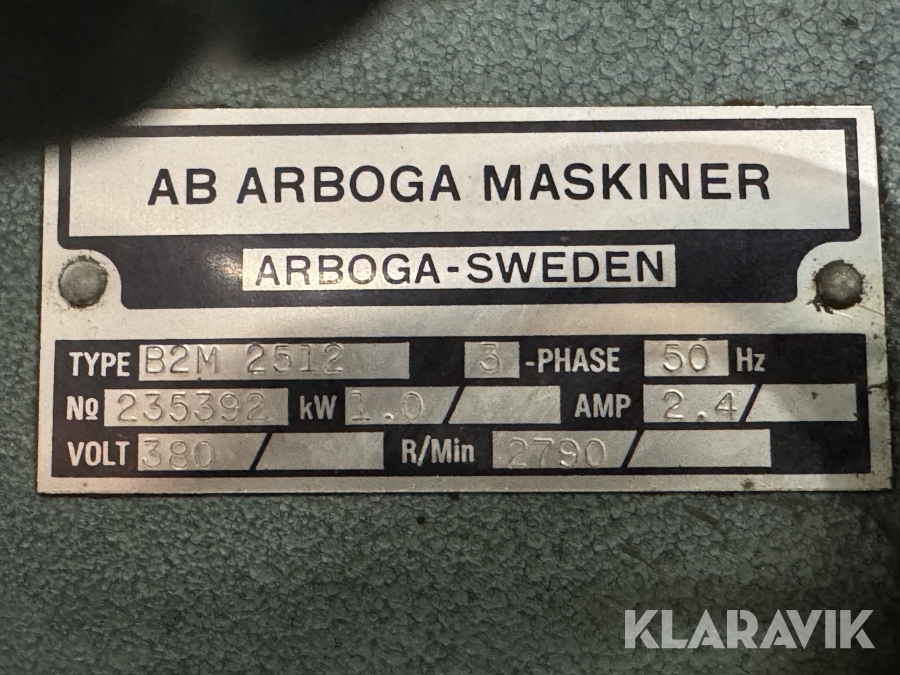 AB ARBOGA MASKINER
ARBOGA-SWEDEN
TYPE B2M 2512 3-PHASE 50 Hz
No 235392 kW 1.0/ AMP 2.4/
VOLT 380/ R/Min 2790/
KLARAVIK